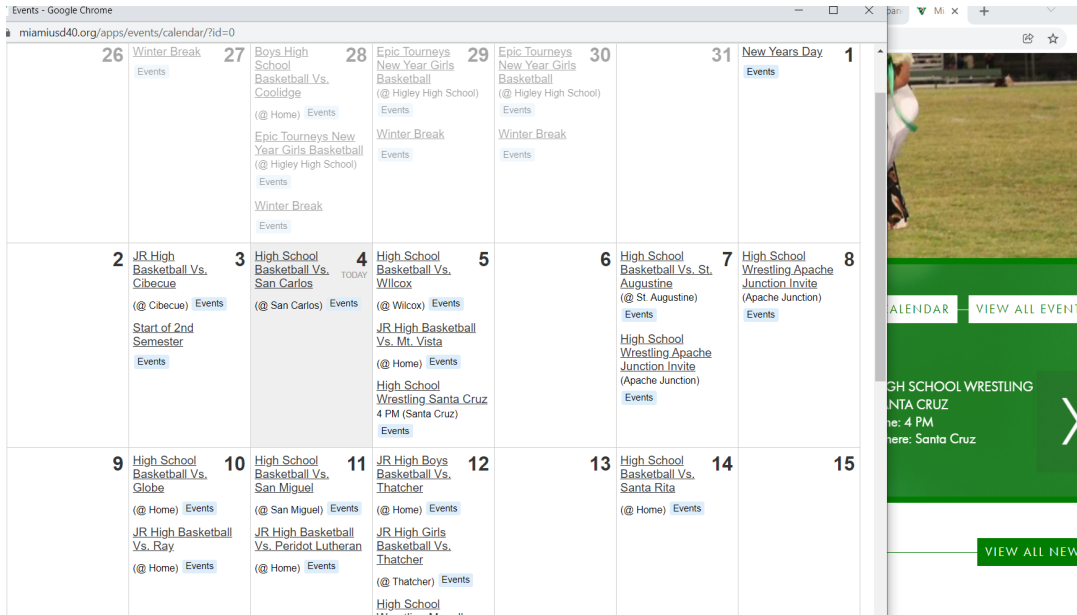 Events - Google Chrome
miamiusd40.org/apps/events/calendar/?id=0
26
Winter Break 27
Events
Boys High 28
School
Basketball Vs.
Coolidge
(@ Home) Events
Epic Tourneys New
Year Girls Basketball
(@ Higley High School)
Events
Winter Break
Events
Epic Tourneys 29
New Year Girls
Basketball
(@ Higley High School)
Events
Winter Break
Events
Epic Tourneys 30
New Year Girls
Basketball
(@ Higley High School)
Events
Winter Break
Events
31
New Years Day 1
Events
2
JR High 3
Basketball Vs.
Cibecue
(@ Cibecue) Events
Start of 2nd
Semester
Events
High School 4
Basketball Vs. TODAY
San Carlos
(@ San Carlos) Events
High School 5
Basketball Vs.
WIlcox
(@ Wilcox) Events
JR High Basketball
Vs. Mt. Vista
(@ Home) Events
High School
Wrestling Santa Cruz
4 PM (Santa Cruz)
Events
6
High School 7
Basketball Vs. St.
Augustine
(@ St. Augustine)
Events
High School
Wrestling Apache
Junction Invite
(Apache Junction)
Events
High School 8
Wrestling Apache
Junction Invite
(Apache Junction)
Events
9
High School 10
Basketball Vs.
Globe
(@ Home) Events
JR High Basketball
Vs. Ray
(@ Home) Events
High School 11
Basketball Vs.
San Miguel
(@ San Miguel) Events
JR High Basketball
Vs. Peridot Lutheran
(@ Home) Events
JR High Boys 12
Basketball Vs.
Thatcher
(@ Home) Events
JR High Girls
Basketball Vs.
Thatcher
(@ Thatcher) Events
High School
13
High School 14
Basketball Vs.
Santa Rita
(@ Home) Events
15
Mi
ALENDAR
VIEW ALL EVENT
GH SCHOOL WRESTLING
NTA CRUZ
ne: 4 PM
here: Santa Cruz
VIEW ALL NEW